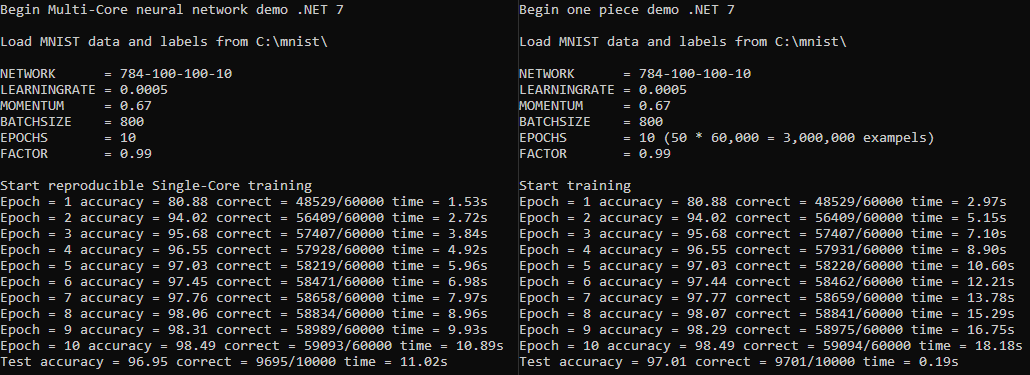 Begin Multi-Core neural network demo .NET 7
Load MNIST data and labels from C:\mnist\
NETWORK = 784-100-100-10
LEARNINGRATE = 0.0005
MOMENTUM = 0.67
BATCHSIZE = 800
EPOCHS = 10
FACTOR = 0.99
Start reproducible Single-Core training
Epoch = 1 accuracy = 80.88 correct = 48529/60000 time = 1.53s
Epoch = 2 accuracy = 94.02 correct = 56409/60000 time = 2.72s
Epoch = 3 accuracy = 95.68 correct = 57407/60000 time = 3.84s
Epoch = 4 accuracy = 96.55 correct = 57928/60000 time = 4.92s
Epoch = 5 accuracy = 97.03 correct = 58219/60000 time = 5.96s
Epoch = 6 accuracy = 97.45 correct = 58471/60000 time = 6.98s
Epoch = 7 accuracy = 97.76 correct = 58658/60000 time = 7.97s
Epoch = 8 accuracy = 98.06 correct = 58834/60000 time = 8.96s
Epoch = 9 accuracy = 98.31 correct = 58989/60000 time = 9.93s
Epoch = 10 accuracy = 98.49 correct = 59093/60000 time = 10.89s
Test accuracy = 96.95 correct = 9695/10000 time = 11.02s
Begin one piece demo .NET 7
Load MNIST data and labels from C:\mnist\
NETWORK = 784-100-100-10
LEARNINGRATE = 0.0005
MOMENTUM = 0.67
BATCHSIZE = 800
EPOCHS = 10 (50 * 60,000 = 3,000,000 exampels)
FACTOR = 0.99
Start training
Epoch = 1 accuracy = 80.88 correct = 48529/60000 time = 2.97s
Epoch = 2 accuracy = 94.02 correct = 56409/60000 time = 5.15s
Epoch = 3 accuracy = 95.68 correct = 57407/60000 time = 7.10s
Epoch = 4 accuracy = 96.55 correct = 57931/60000 time = 8.90s
Epoch = 5 accuracy = 97.03 correct = 58220/60000 time = 10.60s
Epoch = 6 accuracy = 97.44 correct = 58462/60000 time = 12.21s
Epoch = 7 accuracy = 97.77 correct = 58659/60000 time = 13.78s
Epoch = 8 accuracy = 98.07 correct = 58841/60000 time = 15.29s
Epoch = 9 accuracy = 98.29 correct = 58975/60000 time = 16.75s
Epoch = 10 accuracy = 98.49 correct = 59094/60000 time = 18.18s
Test accuracy = 97.01 correct = 9701/10000 time = 0.19s